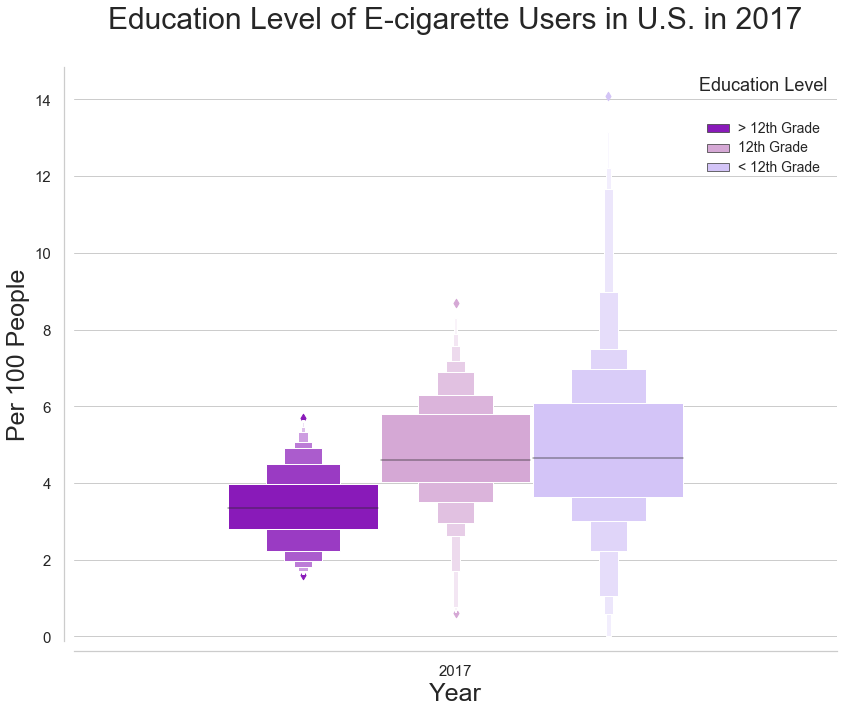 Education Level of E-cigarette Users in U.S. in 2017
Education Level
> 12th Grade
12th Grade
< 12th Grade
Per 100 People
14
12
10
8
6
4
2
0
2017
Year